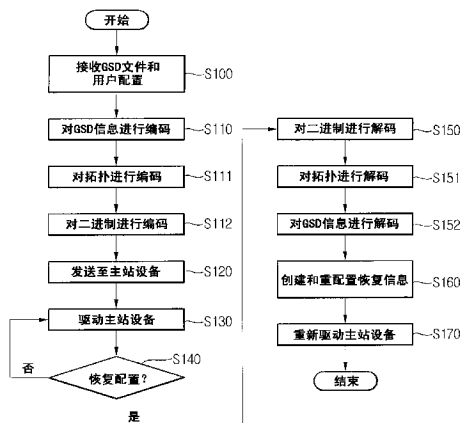 开始
接收GSD文件和
用户配置
S100
对GSD信息进行编码
S110
对拓扑进行编码
S111
对二进制进行编码
S112
发送至主站设备
S120
驱动主站设备
S130
恢复配置?
S140
否
是
对二进制进行解码
S150
对拓扑进行解码
S151
对GSD信息进行解码
S152
创建和重配置恢复信息
S160
重新驱动主站设备
S170
结束